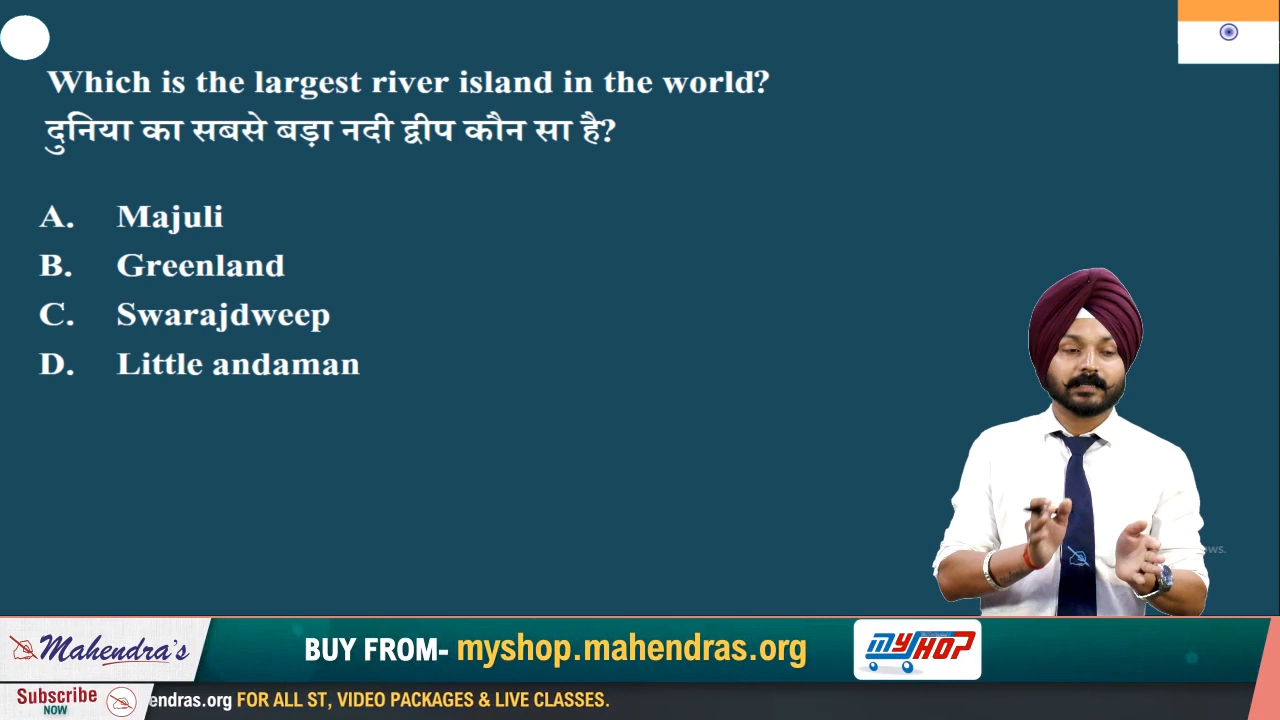 Which is the largest river island in the world?
दुनिया का सबसे बड़ा नदी द्वीप कौन सा है?
A. Majuli
B. Greenland
C. Swarajdweep
D. Little andaman
Mahendra's
BUY FROM- myshop.mahendras.org
MY SHOP
Subscribe
NOW
endras.org FOR ALL ST, VIDEO PACKAGES & LIVE CLASSES.